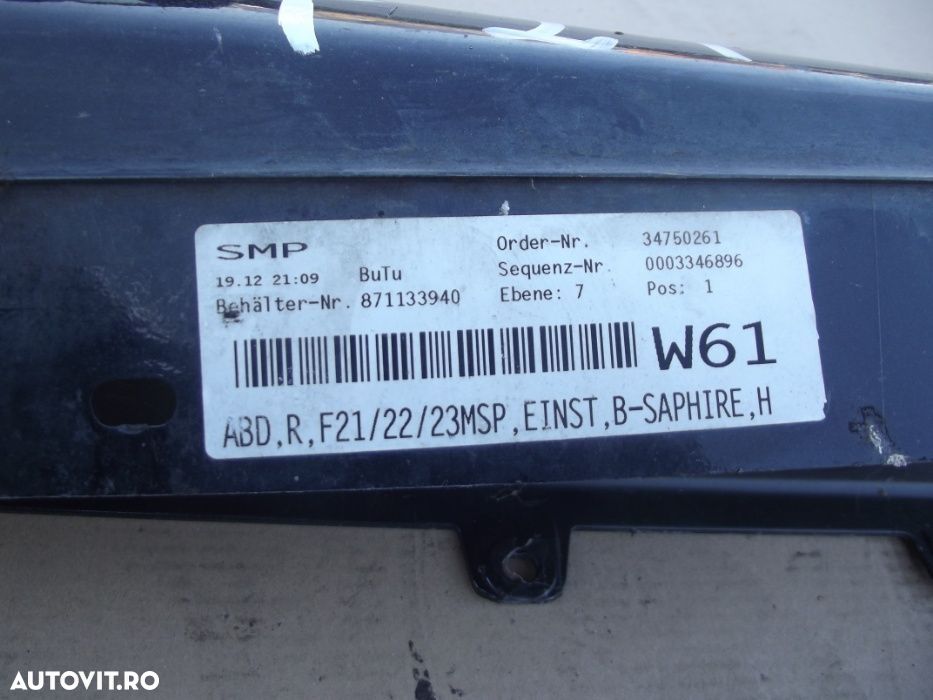 SMP
19.12 21:09 BuTu
Behälter-Nr. 871133940
Order-Nr. 34750261
Sequenz-Nr. 0003346896
Ebene: 7 Pos: 1
W61
ABD,R,F21/22/23MSP,EINST,B-SAPHIRE,H
AUTOVIT.RO